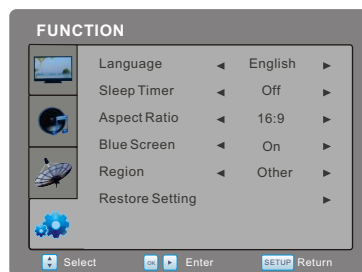 FUNCTION
Language English
Sleep Timer Off
Aspect Ratio 16:9
Blue Screen On
Region Other
Restore Setting
Select OK Enter SETUP Return